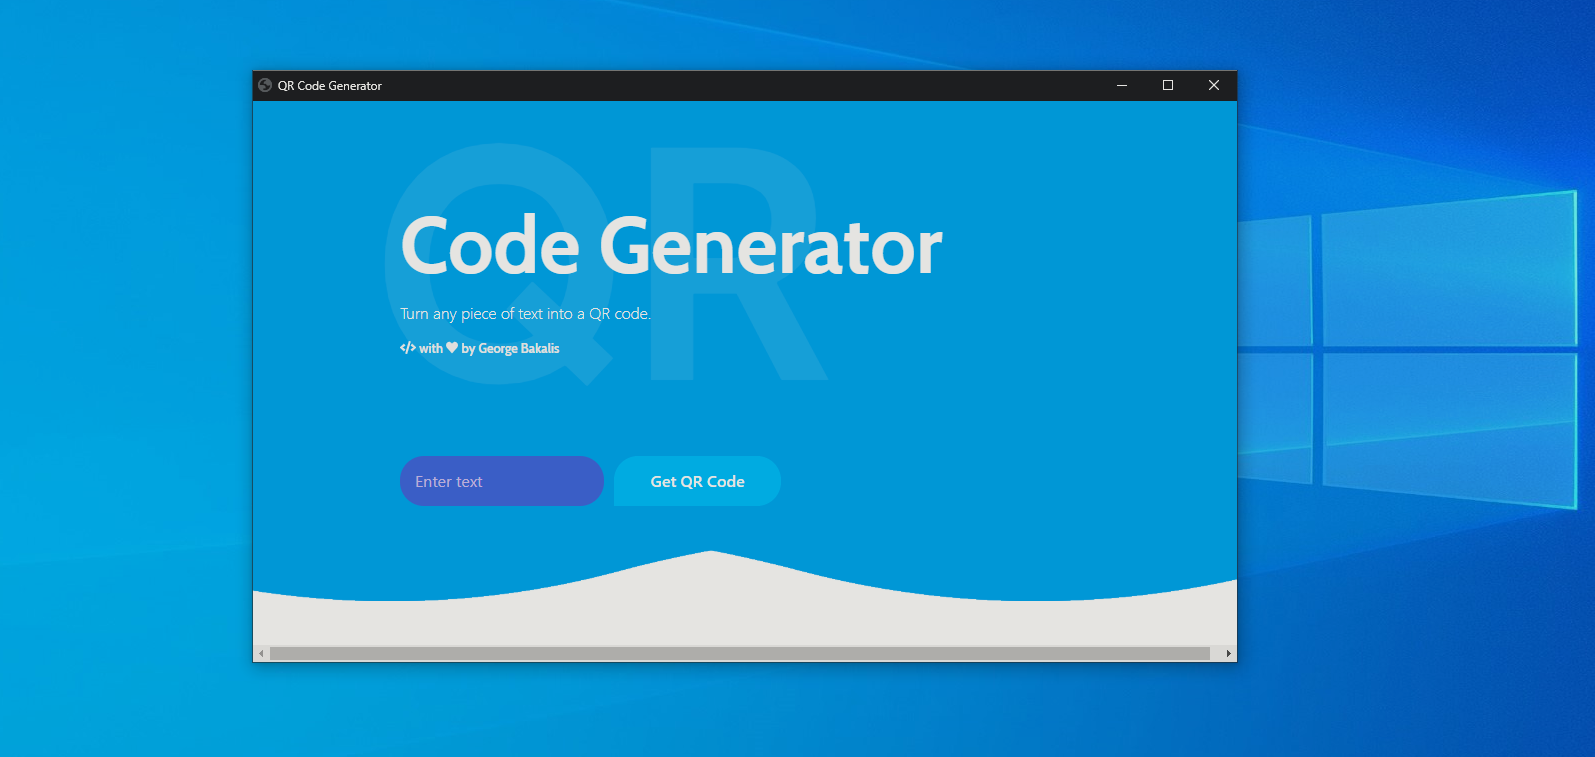 QR Code Generator
QR
Code Generator
Turn any piece of text into a QR code.
</> with ♥ by George Bakalis
Enter text
Get QR Code